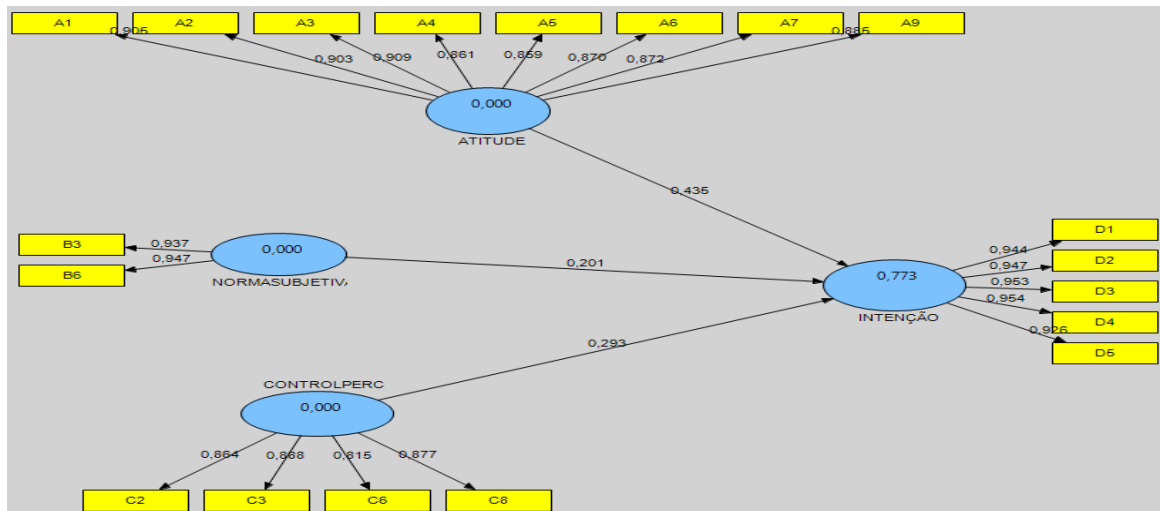 A1 A2 A3 A4 A5 A6 A7 A9
0,905 0,903 0,909 0,861 0,859 0,870 0,872 0,885
0,000
ATITUDE
0,435
B3
0,937
B6
0,947
0,000
NORMASUBJETIVA
0,201
D1
0,944
D2
0,947
D3
0,953
D4
0,954
D5
0,926
0,773
INTENÇÃO
0,293
CONTROLPERC
0,000
0,864 0,888 0,815 0,877
C2 C3 C6 C8